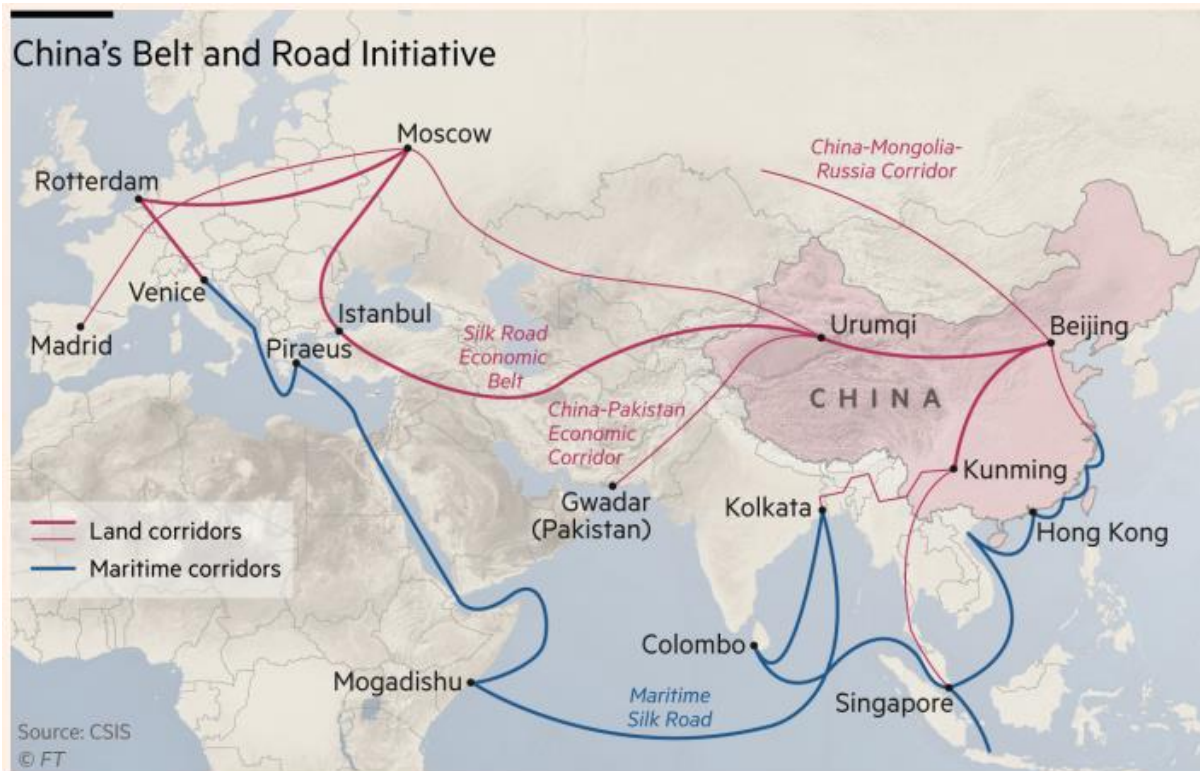 China's Belt and Road Initiative
Moscow
China-Mongolia-
Russia Corridor
Rotterdam
Venice
Istanbul
Urumqi
Beijing
Madrid
Piraeus
Silk Road
Economic
Belt
CHINA
China-Pakistan
Economic
Corridor
Kunming
Gwadar
(Pakistan)
Kolkata
Hong Kong
Land corridors
Maritime corridors
Colombo
Mogadishu
Maritime
Silk Road
Singapore
Source: CSIS
© FT